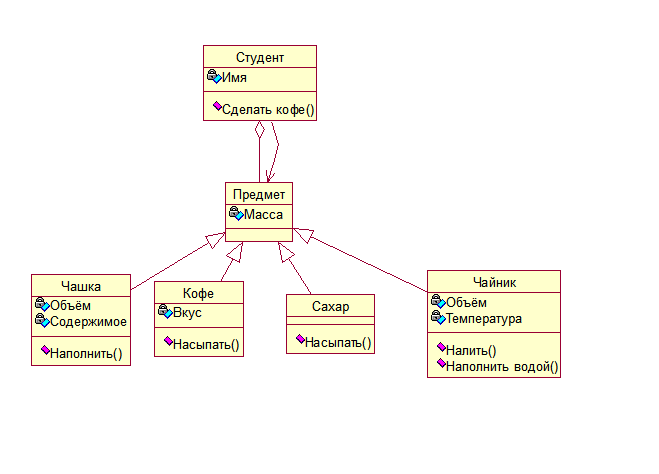 Студент
Имя
Сделать кофе()
Предмет
Масса
Чашка
Объём
Содержимое
Наполнить()
Кофе
Вкус
Насыпать()
Сахар
Насыпать()
Чайник
Объём
Температура
Налить()
Наполнить водой()